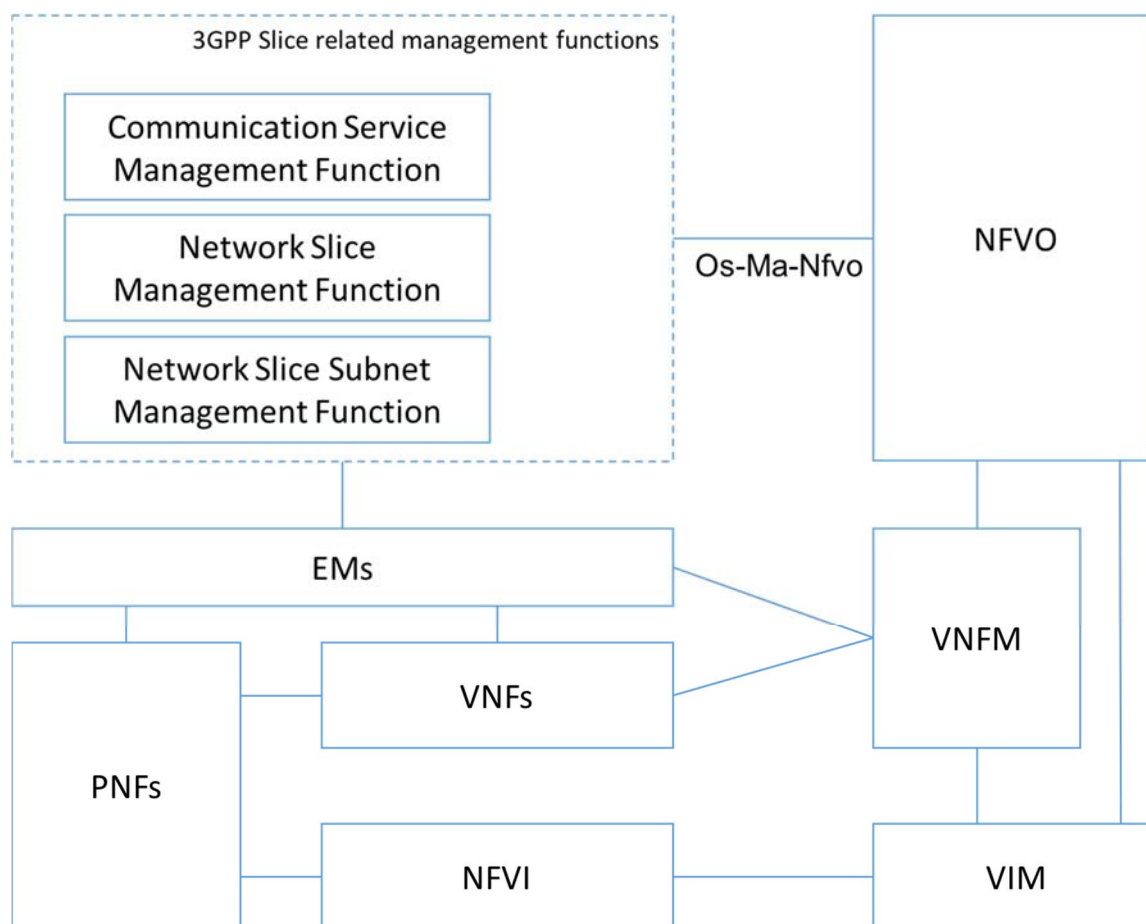 3GPP Slice related management functions
Communication Service
Management Function
Network Slice
Management Function
Network Slice Subnet
Management Function
Os-Ma-Nfvo
NFVO
EMs
VNFM
VNFs
PNFs
NFVI
VIM